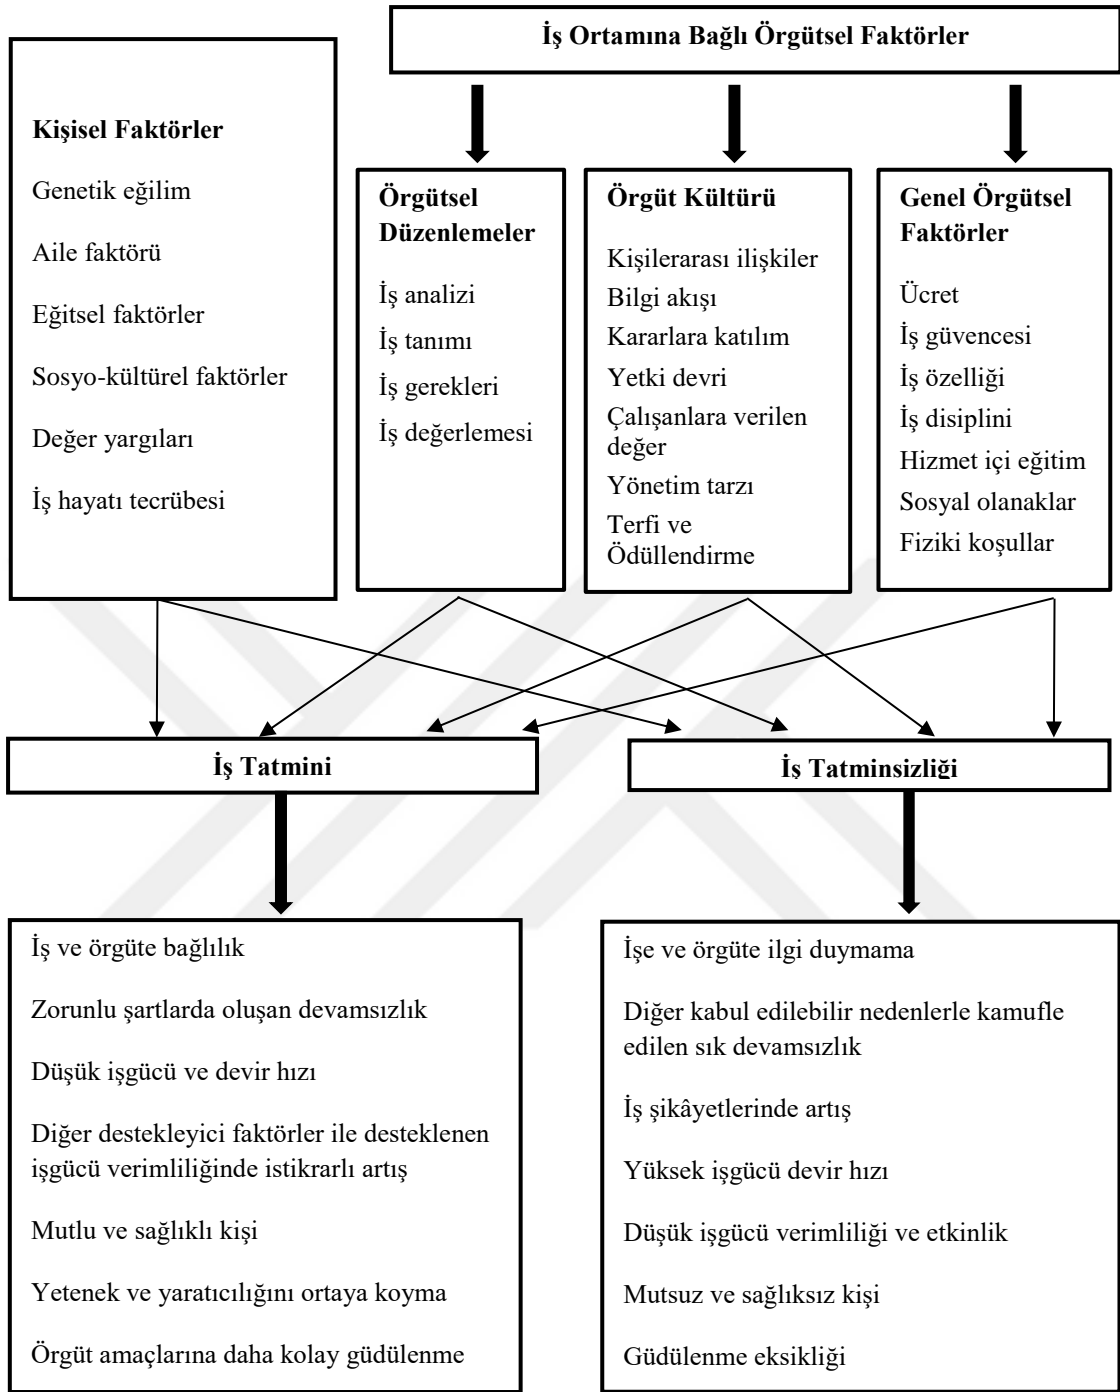 İş Ortamına Bağlı Örgütsel Faktörler
Kişisel Faktörler
Genetik eğilim
Aile faktörü
Eğitsel faktörler
Sosyo-kültürel faktörler
Değer yargıları
İş hayatı tecrübesi
Örgütsel
Düzenlemeler
İş analizi
İş tanımı
İş gerekleri
İş değerlemesi
Örgüt Kültürü
Kişilerarası ilişkiler
Bilgi akışı
Kararlara katılım
Yetki devri
Çalışanlara verilen
değer
Yönetim tarzı
Terfi ve
Ödüllendirme
Genel Örgütsel
Faktörler
Ücret
İş güvencesi
İş özelliği
İş disiplini
Hizmet içi eğitim
Sosyal olanaklar
Fiziki koşullar
İş Tatmini
İş Tatminsizliği
İş ve örgüte bağlılık
Zorunlu şartlarda oluşan devamsızlık
Düşük işgücü ve devir hızı
Diğer destekleyici faktörler ile desteklenen
işgücü verimliliğinde istikrarlı artış
Mutlu ve sağlıklı kişi
Yetenek ve yaratıcılığını ortaya koyma
Örgüt amaçlarına daha kolay güdülenme
İşe ve örgüte ilgi duymama
Diğer kabul edilebilir nedenlerle kamufle
edilen sık devamsızlık
İş şikâyetlerinde artış
Yüksek işgücü devir hızı
Düşük işgücü verimliliği ve etkinlik
Mutsuz ve sağlıksız kişi
Güdülenme eksikliği